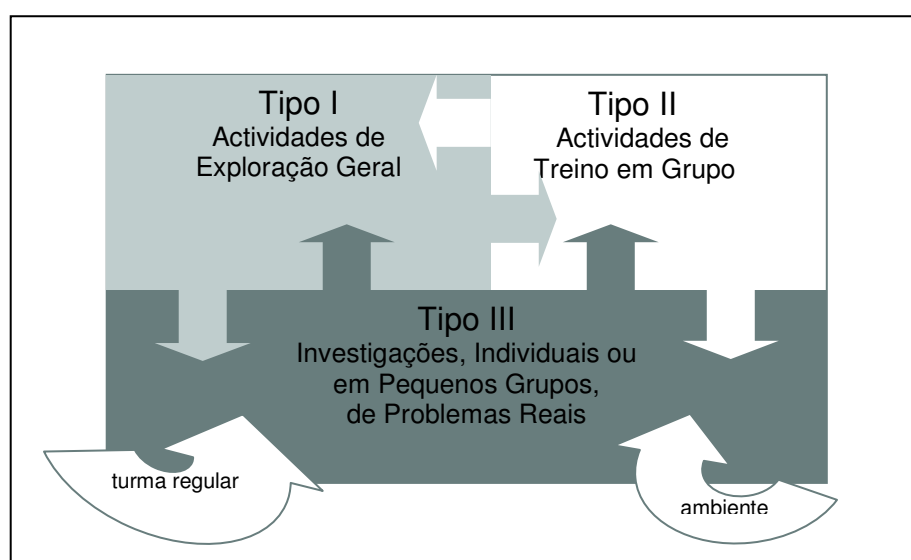 Tipo I
Actividades de
Exploração Geral
Tipo II
Actividades de
Treino em Grupo
Tipo III
Investigações, Individuais ou
em Pequenos Grupos,
de Problemas Reais
turma regular
ambiente